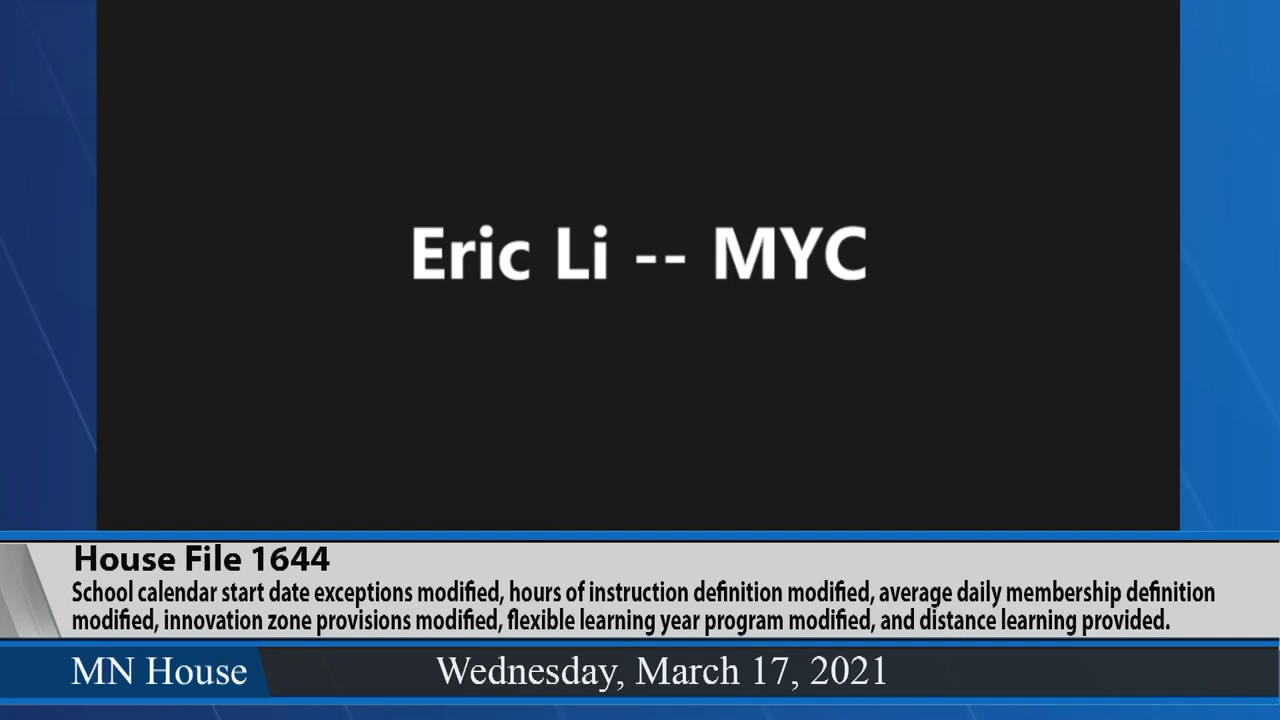 Eric Li -- MYC
House File 1644
School calendar start date exceptions modified, hours of instruction definition modified, average daily membership definition
modified, innovation zone provisions modified, flexible learning year program modified, and distance learning provided.
MN House
Wednesday, March 17, 2021